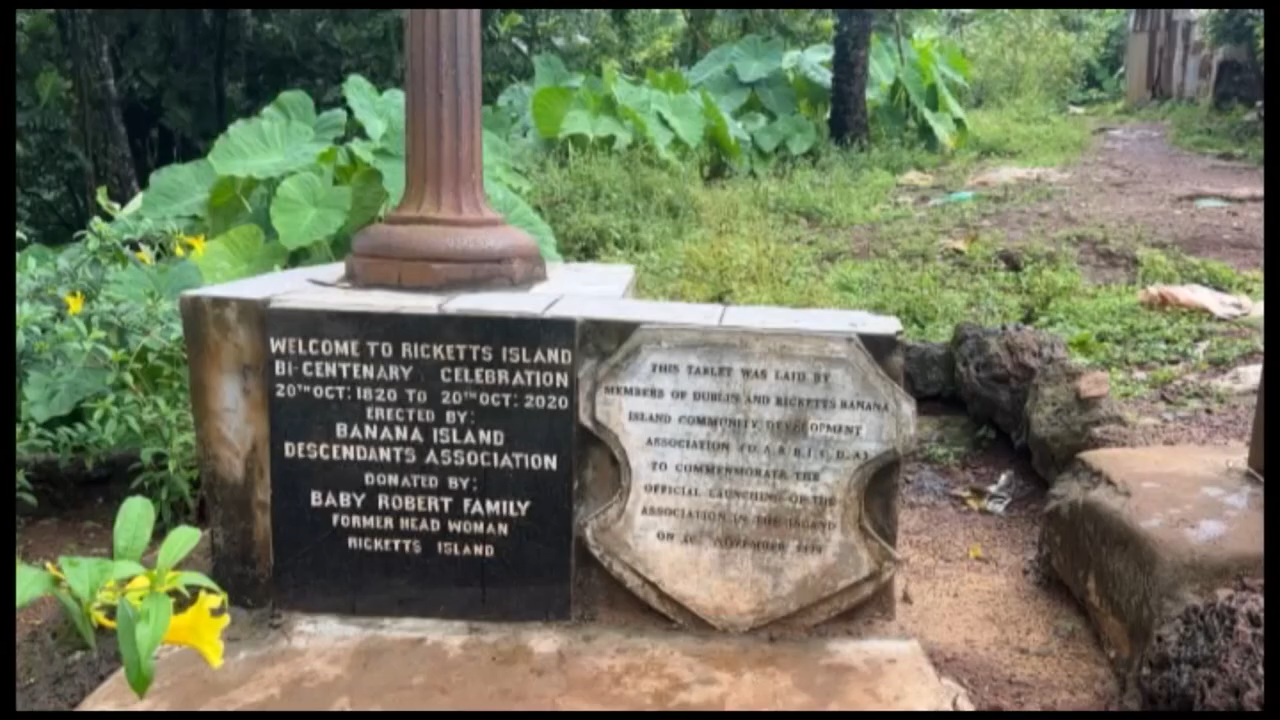 WELCOME TO RICKETTS ISLAND
BI-CENTENARY CELEBRATION
20TH OCT: 1820 TO 20TH OCT: 2020
ERECTED BY:
BANANA ISLAND
DESCENDANTS ASSOCIATION
DONATED BY:
BABY ROBERT FAMILY
FORMER HEAD WOMAN
RICKETTS ISLAND
THIS TABLET WAS LAID BY
MEMBERS OF DUBLIN AND RICKETTS BANANA
ISLAND COMMUNITY DEVELOPMENT
ASSOCIATION
TO COMMEMORATE THE
OFFICIAL LAUNCHING OF THE
ASSOCIATION IN THE ISLAND
ON NOVEMBER